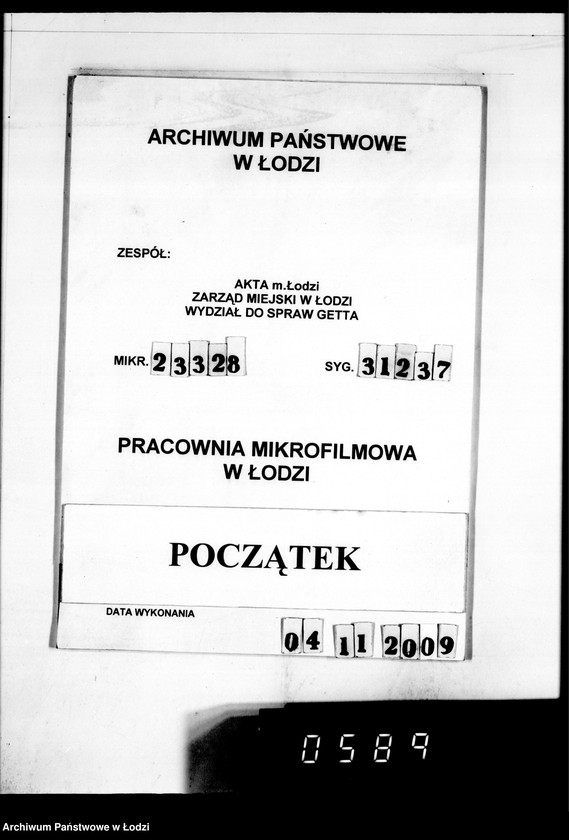 ARCHIWUM PAŃSTWOWE
W ŁODZI
ZESPÓŁ:
AKTA m.Łodzi
ZARZĄD MIEJSKI W ŁODZI
WYDZIAŁ DO SPRAW GETTA
MIKR. 23328 SYG. 31237
PRACOWNIA MIKROFILMOWA
W ŁODZI
POCZĄTEK
DATA WYKONANIA
04 11 2009
0589
Archiwum Państwowe w Łodzi